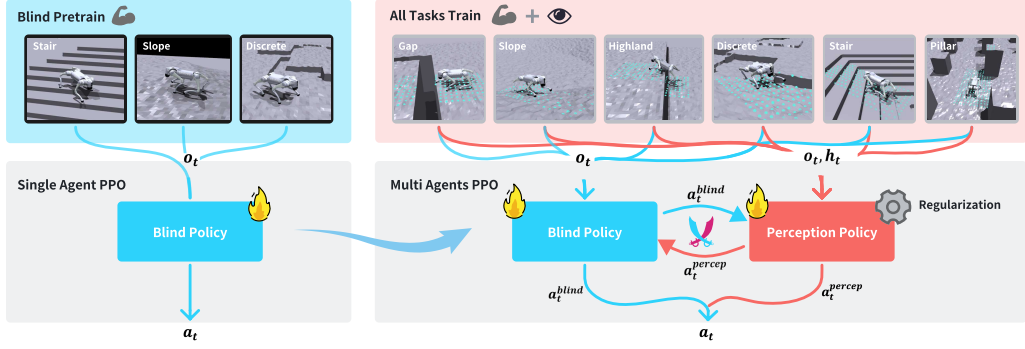 Blind Pretrain
Stair
Slope
Discrete
o_t
Single Agent PPO
Blind Policy
a_t
All Tasks Train +
Gap
Slope
Highland
Discrete
Stair
Pillar
o_t
o_t, h_t
Multi Agents PPO
a_t^{blind}
Regularization
Blind Policy
Perception Policy
a_t^{percep}
a_t^{blind}
a_t^{percep}
a_t